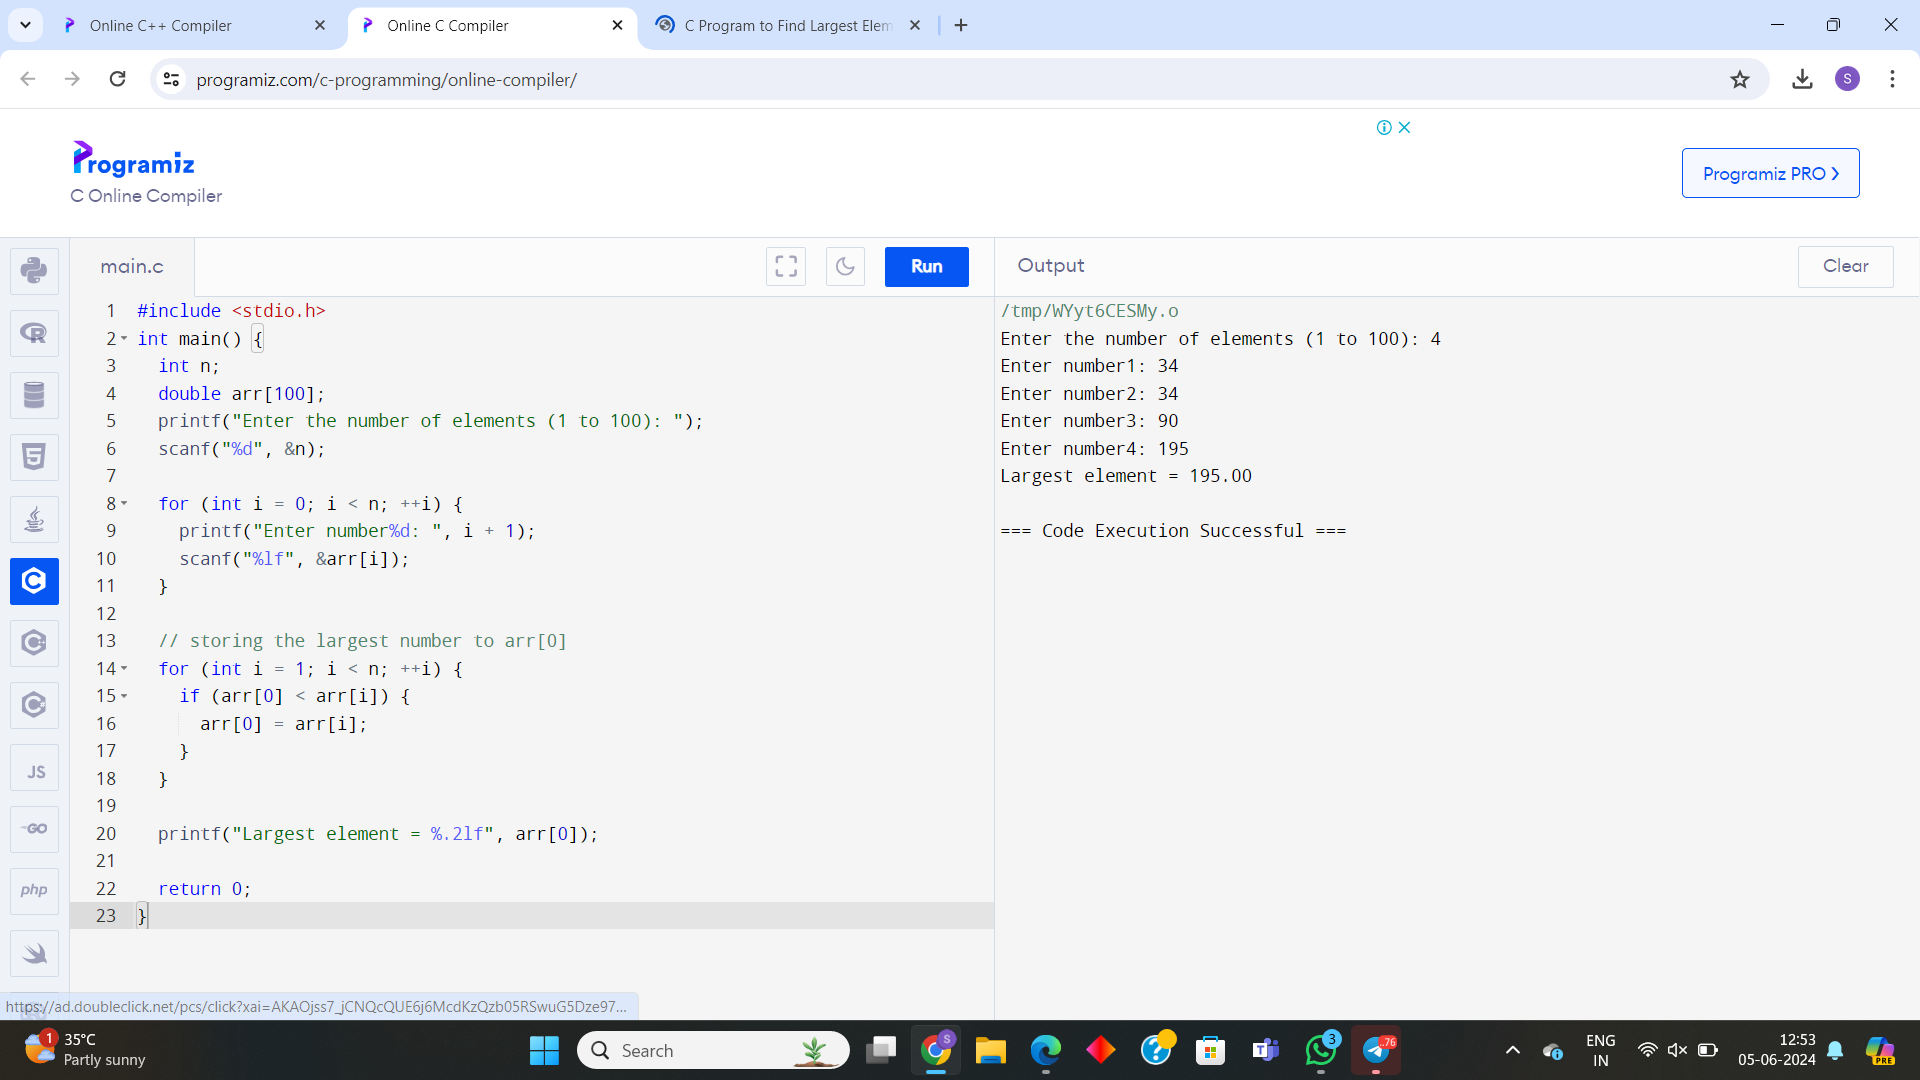 Online C++ Compiler
Online C Compiler
C Program to Find Largest Elem
programiz.com/c-programming/online-compiler/
S
Programiz
C Online Compiler
Programiz PRO
main.c
Run
Output
Clear
1 #include <stdio.h>
2 int main() {
3 int n;
4 double arr[100];
5 printf("Enter the number of elements (1 to 100): ");
6 scanf("%d", &n);
7
8 for (int i = 0; i < n; ++i) {
9 printf("Enter number%d: ", i + 1);
10 scanf("%lf", &arr[i]);
11 }
12
13 // storing the largest number to arr[0]
14 for (int i = 1; i < n; ++i) {
15 if (arr[0] < arr[i]) {
16 arr[0] = arr[i];
17 }
18 }
19
20 printf("Largest element = %.2lf", arr[0]);
21
22 return 0;
23 }
/tmp/WYyt6CESMy.o
Enter the number of elements (1 to 100): 4
Enter number1: 34
Enter number2: 34
Enter number3: 90
Enter number4: 195
Largest element = 195.00
=== Code Execution Successful ===
JS
GO
php
https://ad.doubleclick.net/pcs/click?xai=AKAOjss7_jCNQcQUE6j6McdKzQzb05RSwuG5Dze97...
1
35°C
Partly sunny
Search
S
3
..76
ENG
IN
12:53
05-06-2024
PRE